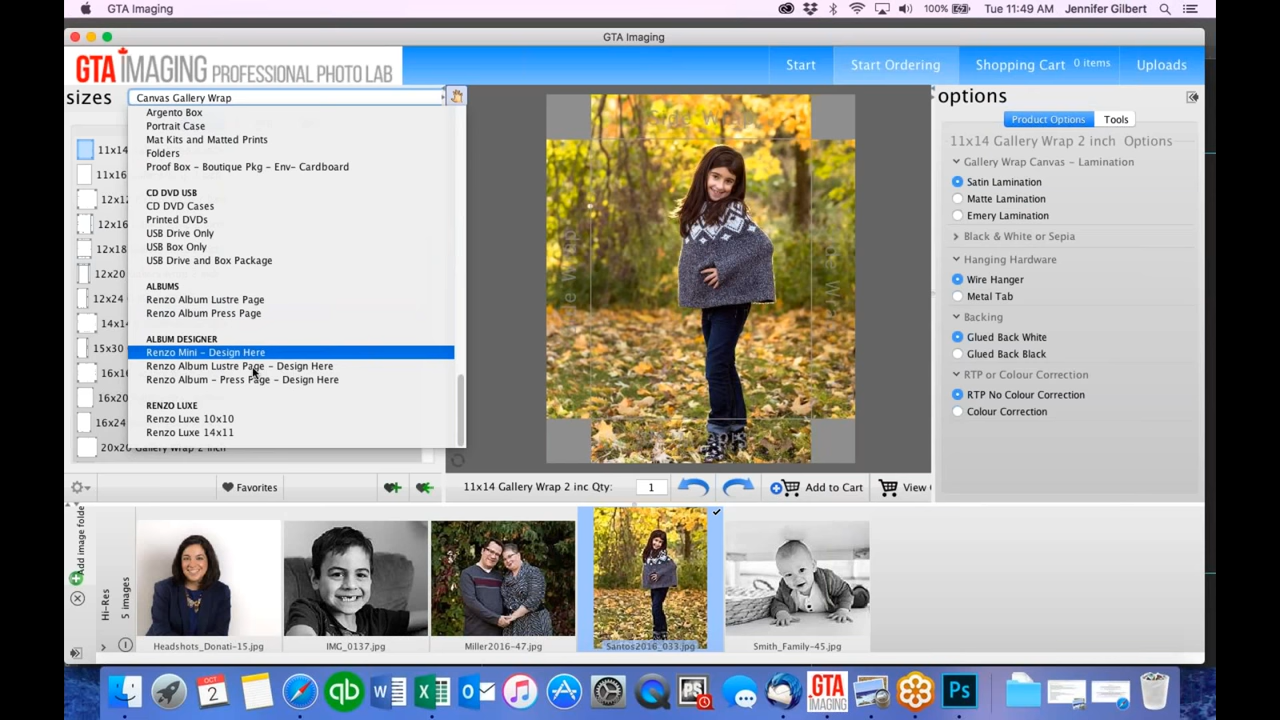 GTA Imaging
100%
Tue 11:49 AM
Jennifer Gilbert
GTA Imaging
GTA IMAGING PROFESSIONAL PHOTO LAB
Start
Start Ordering
Shopping Cart 0 items
Uploads
sizes
Canvas Gallery Wrap
Argento Box
Portrait Case
Mat Kits and Matted Prints
Folders
Proof Box – Boutique Pkg – Env– Cardboard
CD DVD USB
CD DVD Cases
Printed DVDs
USB Drive Only
USB Box Only
USB Drive and Box Package
ALBUMS
Renzo Album Lustre Page
Renzo Album Press Page
ALBUM DESIGNER
Renzo Mini – Design Here
Renzo Album Lustre Page – Design Here
Renzo Album – Press Page – Design Here
RENZO LUXE
Renzo Luxe 10x10
Renzo Luxe 14x11
11x14
11x16
12x12
12x16
12x18
12x20
12x24
14x14
15x30
16x16
16x20
16x24
20x20 Gallery Wrap 2 inch
options
Product Options
Tools
11x14 Gallery Wrap 2 inch Options
Gallery Wrap Canvas – Lamination
Satin Lamination
Matte Lamination
Emery Lamination
Black & White or Sepia
Hanging Hardware
Wire Hanger
Metal Tab
Backing
Glued Back White
Glued Back Black
RTP or Colour Correction
RTP No Colour Correction
Colour Correction
Favorites
11x14 Gallery Wrap 2 inc Qty:
1
Add to Cart
View
Add image folde
Hi-Res
5 images
Headshots_Donati-15.jpg
IMG_0137.jpg
Miller2016-47.jpg
Santos2016_033.jpg
Smith_Family-45.jpg
OCT
2
qb
GTA
IMAGING
Ps